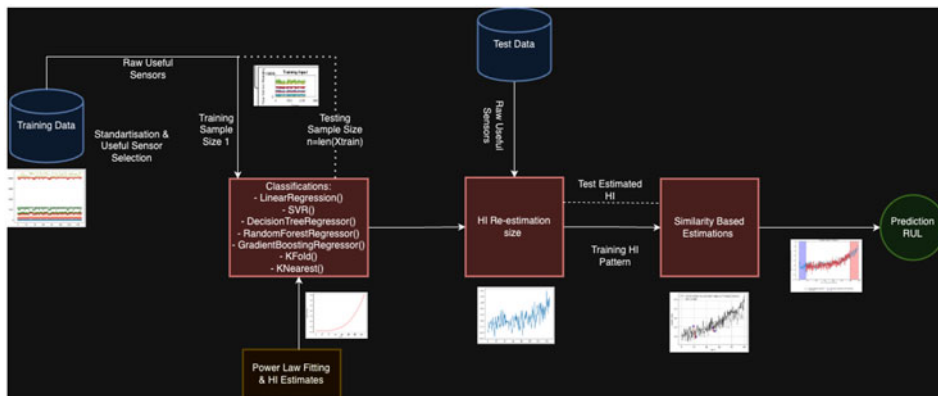 Test Data
Raw Useful
Sensors
Training Input
Training Data
Standartisation &
Useful Sensor
Selection
Training
Sample
Size 1
Testing
Sample Size
n=len(Xtrain)
Raw Useful
Sensors
Classifications:
- LinearRegression()
- SVR()
- DecisionTreeRegressor()
- RandomForestRegressor()
- GradientBoostingRegressor()
- KFold()
- KNearest()
HI Re-estimation
size
Test Estimated
HI
Training HI
Pattern
Similarity Based
Estimations
Prediction
RUL
Power Law Fitting
& HI Estimates